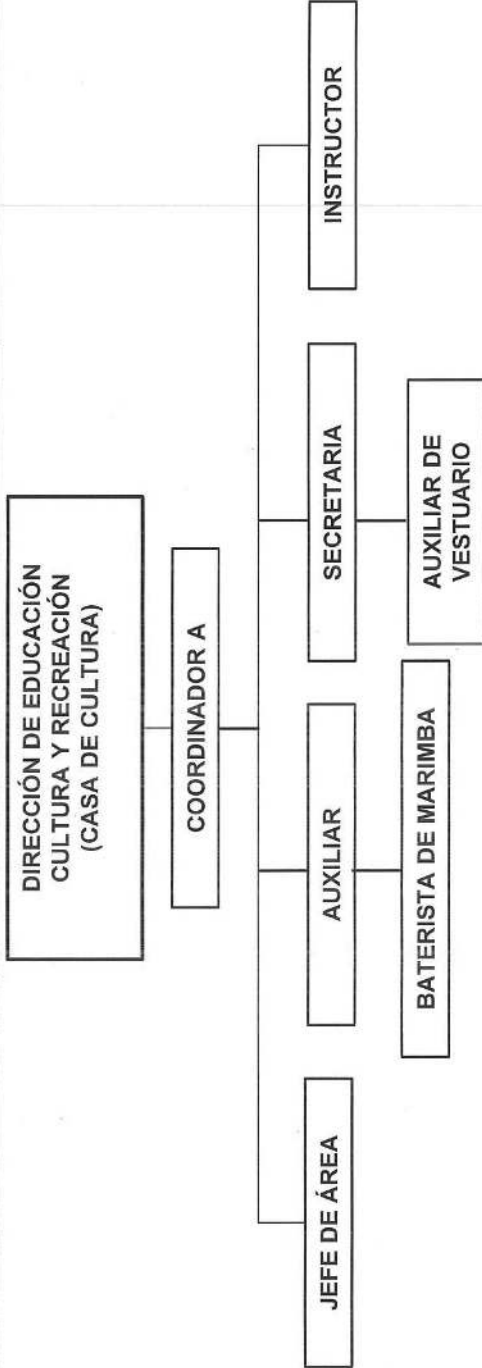 DIRECCIÓN DE EDUCACIÓN
CULTURA Y RECREACIÓN
(CASA DE CULTURA)
COORDINADOR A
JEFE DE ÁREA
AUXILIAR
SECRETARIA
INSTRUCTOR
BATERISTA DE MARIMBA
AUXILIAR DE
VESTUARIO